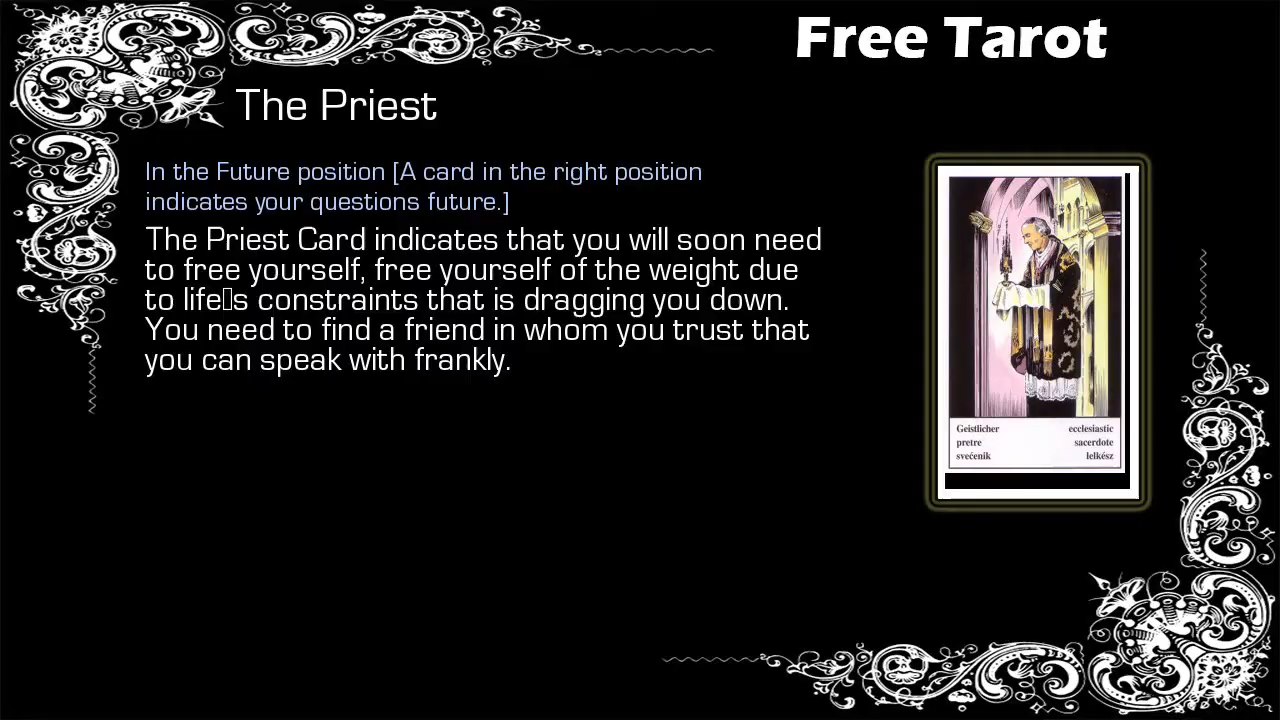 Free Tarot
The Priest
In the Future position [A card in the right position
indicates your questions future.]
The Priest Card indicates that you will soon need
to free yourself, free yourself of the weight due
to life▯s constraints that is dragging you down.
You need to find a friend in whom you trust that
you can speak with frankly.
Geistlicher ecclesiastic
pretre sacerdote
svećenik lelkész